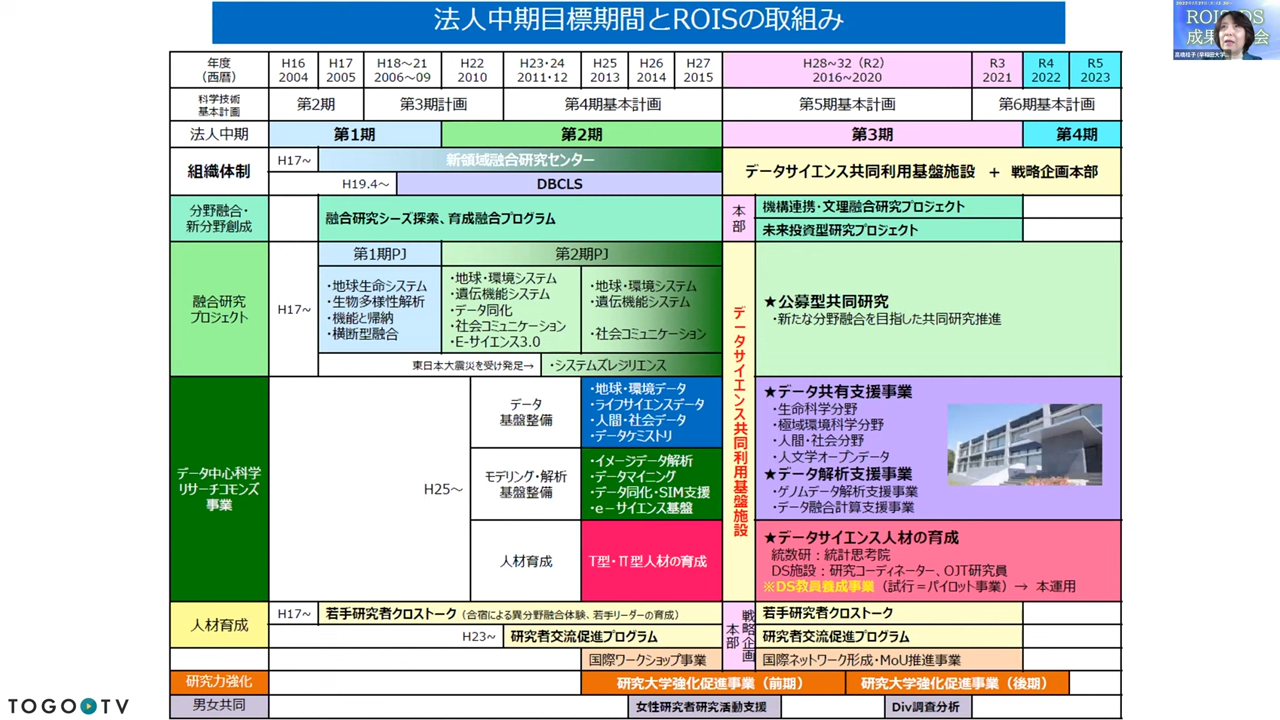 法人中期目標期間とROISの取組み
ROIS-DS
年度
(西暦)
H16
2004
H17
2005
H18~21
2006~09
H22
2010
H23・24
2011・12
H25
2013
H26
2014
H27
2015
H28~32 (R2)
2016~2020
R3
2021
R4
2022
R5
2023
科学技術
基本計画
第2期
第3期計画
第4期基本計画
第5期基本計画
第6期基本計画
法人中期
第1期
第2期
第3期
第4期
組織体制
H17~
新領域融合研究センター
H19.4~
DBCLS
データサイエンス共同利用基盤施設 + 戦略企画本部
分野融合・
新分野創成
融合研究シーズ探索、育成融合プログラム
本部
機構連携・文理融合研究プロジェクト
未来投資型研究プロジェクト
融合研究
プロジェクト
H17~
第1期PJ
第2期PJ
・地球生命システム
・生物多様性解析
・機能と帰納
・横断型融合
・地球・環境システム
・遺伝機能システム
・データ同化
・社会コミュニケーション
・E-サイエンス3.0
・地球・環境システム
・遺伝機能システム
・社会コミュニケーション
東日本大震災を受け発足→
・システムズレジリエンス
データサイエンス共同利用基盤施設
★公募型共同研究
・新たな分野融合を目指した共同研究推進
データ中心科学
リサーチコモンズ
事業
H25~
データ
基盤整備
・地球・環境データ
・ライフサイエンスデータ
・人間・社会データ
・データケミストリ
モデリング・解析
基盤整備
・イメージデータ解析
・データマイニング
・データ同化・SIM支援
・e-サイエンス基盤
人材育成
T型・Π型人材の育成
★データ共有支援事業
・生命科学分野
・極域環境科学分野
・人間・社会分野
・人文学オープンデータ
★データ解析支援事業
・ゲノムデータ解析支援事業
・データ融合計算支援事業
★データサイエンス人材の育成
統数研:統計思考院
DS施設:研究コーディネーター、OJT研究員
※DS教員養成事業 (試行=パイロット事業) → 本運用
人材育成
H17~
若手研究者クロストーク (合宿による異分野融合体験、若手リーダーの育成)
H23~
研究者交流促進プログラム
国際ワークショップ事業
戦略企画
本部
若手研究者クロストーク
研究者交流促進プログラム
国際ネットワーク形成・MoU推進事業
研究力強化
研究大学強化促進事業(前期)
研究大学強化促進事業(後期)
男女共同
女性研究者研究活動支援
Div調査分析
TOGO TV